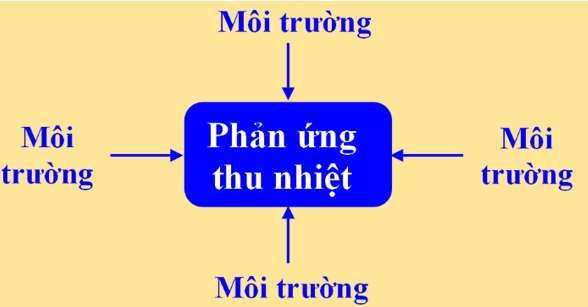 Môi trường
Môi
trường
Phản ứng
thu nhiệt
Môi
trường
Môi trường